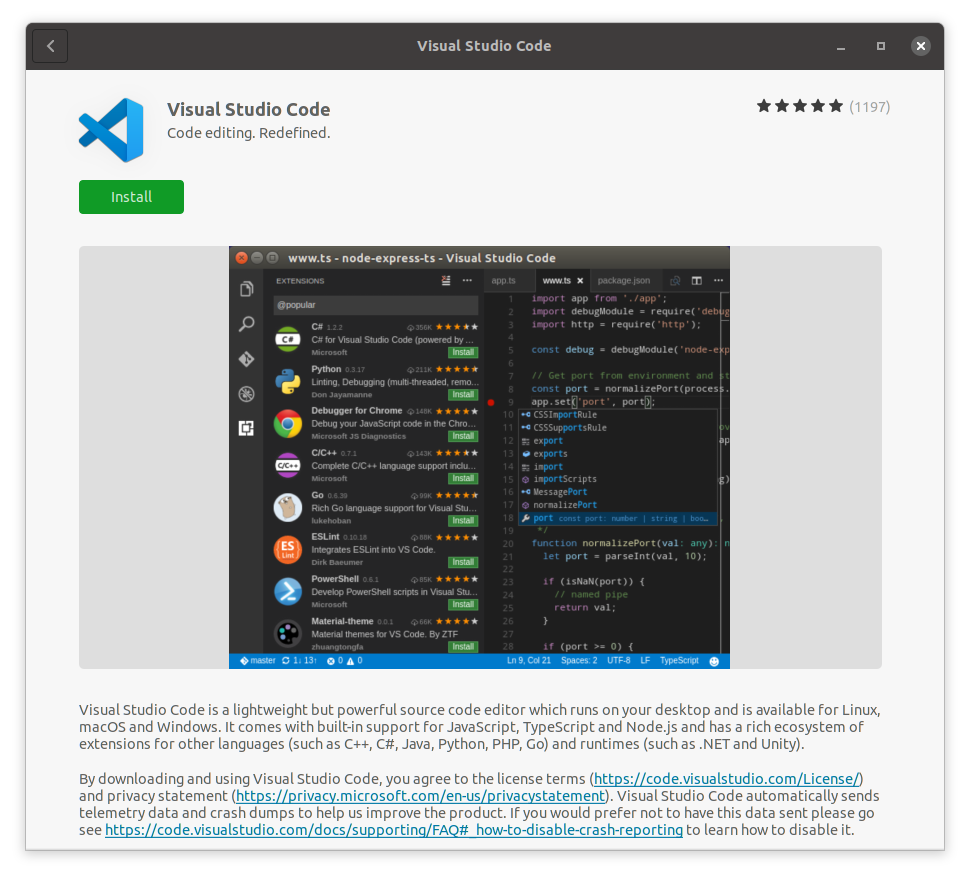 Visual Studio Code
Visual Studio Code
Code editing. Redefined.
(1197)
Install
www.ts - node-express-ts - Visual Studio Code
EXTENSIONS
@popular
C# 1.2.2 356K
C# for Visual Studio Code (powered by ...
Microsoft Install
Python 0.3.17 211K
Linting, Debugging (multi-threaded, remo...
Don Jayamanne Install
Debugger for Chrome 148K
Debug your JavaScript code in the Chro...
Microsoft JS Diagnostics Install
C/C++ 0.7.1 143K
Complete C/C++ language support inclu...
Microsoft Install
Go 0.6.39 99K
Rich Go language support for Visual Stu...
lukehoban Install
ESLint 0.10.18 88K
Integrates ESLint into VS Code.
Dirk Baeumer Install
PowerShell 0.6.1 85K
Develop PowerShell scripts in Visual Stu...
Microsoft Install
Material-theme 0.0.1 66K
Material themes for VS Code. By ZTF
zhuangtongfa Install
C#
C/C++
ES
Lint
app.ts www.ts package.json
1 import app from './app';
2 import debugModule = require('debug
3 import http = require('http');
4
5 const debug = debugModule('node-exp
6
7 // Get port from environment and st
8 const port = normalizePort(process.
9 app.set('port', port);
10 CSSImportRule
11 CSSSupportsRule
12 export
13 exports
14 import
15 importScripts
16 MessagePort
17 normalizePort
18 port const port: number | string | boo...
19 */
20 function normalizePort(val: any): n
21 let port = parseInt(val, 10);
22
23 if (isNaN(port)) {
24 // named pipe
25 return val;
26 }
27
28 if (port >= 0) {
master 1↓ 13↑ 0 0 Ln 9, Col 21 Spaces: 2 UTF-8 LF TypeScript
Visual Studio Code is a lightweight but powerful source code editor which runs on your desktop and is available for Linux,
macOS and Windows. It comes with built-in support for JavaScript, TypeScript and Node.js and has a rich ecosystem of
extensions for other languages (such as C++, C#, Java, Python, PHP, Go) and runtimes (such as .NET and Unity).
By downloading and using Visual Studio Code, you agree to the license terms (https://code.visualstudio.com/License/)
and privacy statement (https://privacy.microsoft.com/en-us/privacystatement). Visual Studio Code automatically sends
telemetry data and crash dumps to help us improve the product. If you would prefer not to have this data sent please go
see https://code.visualstudio.com/docs/supporting/FAQ#_how-to-disable-crash-reporting to learn how to disable it.